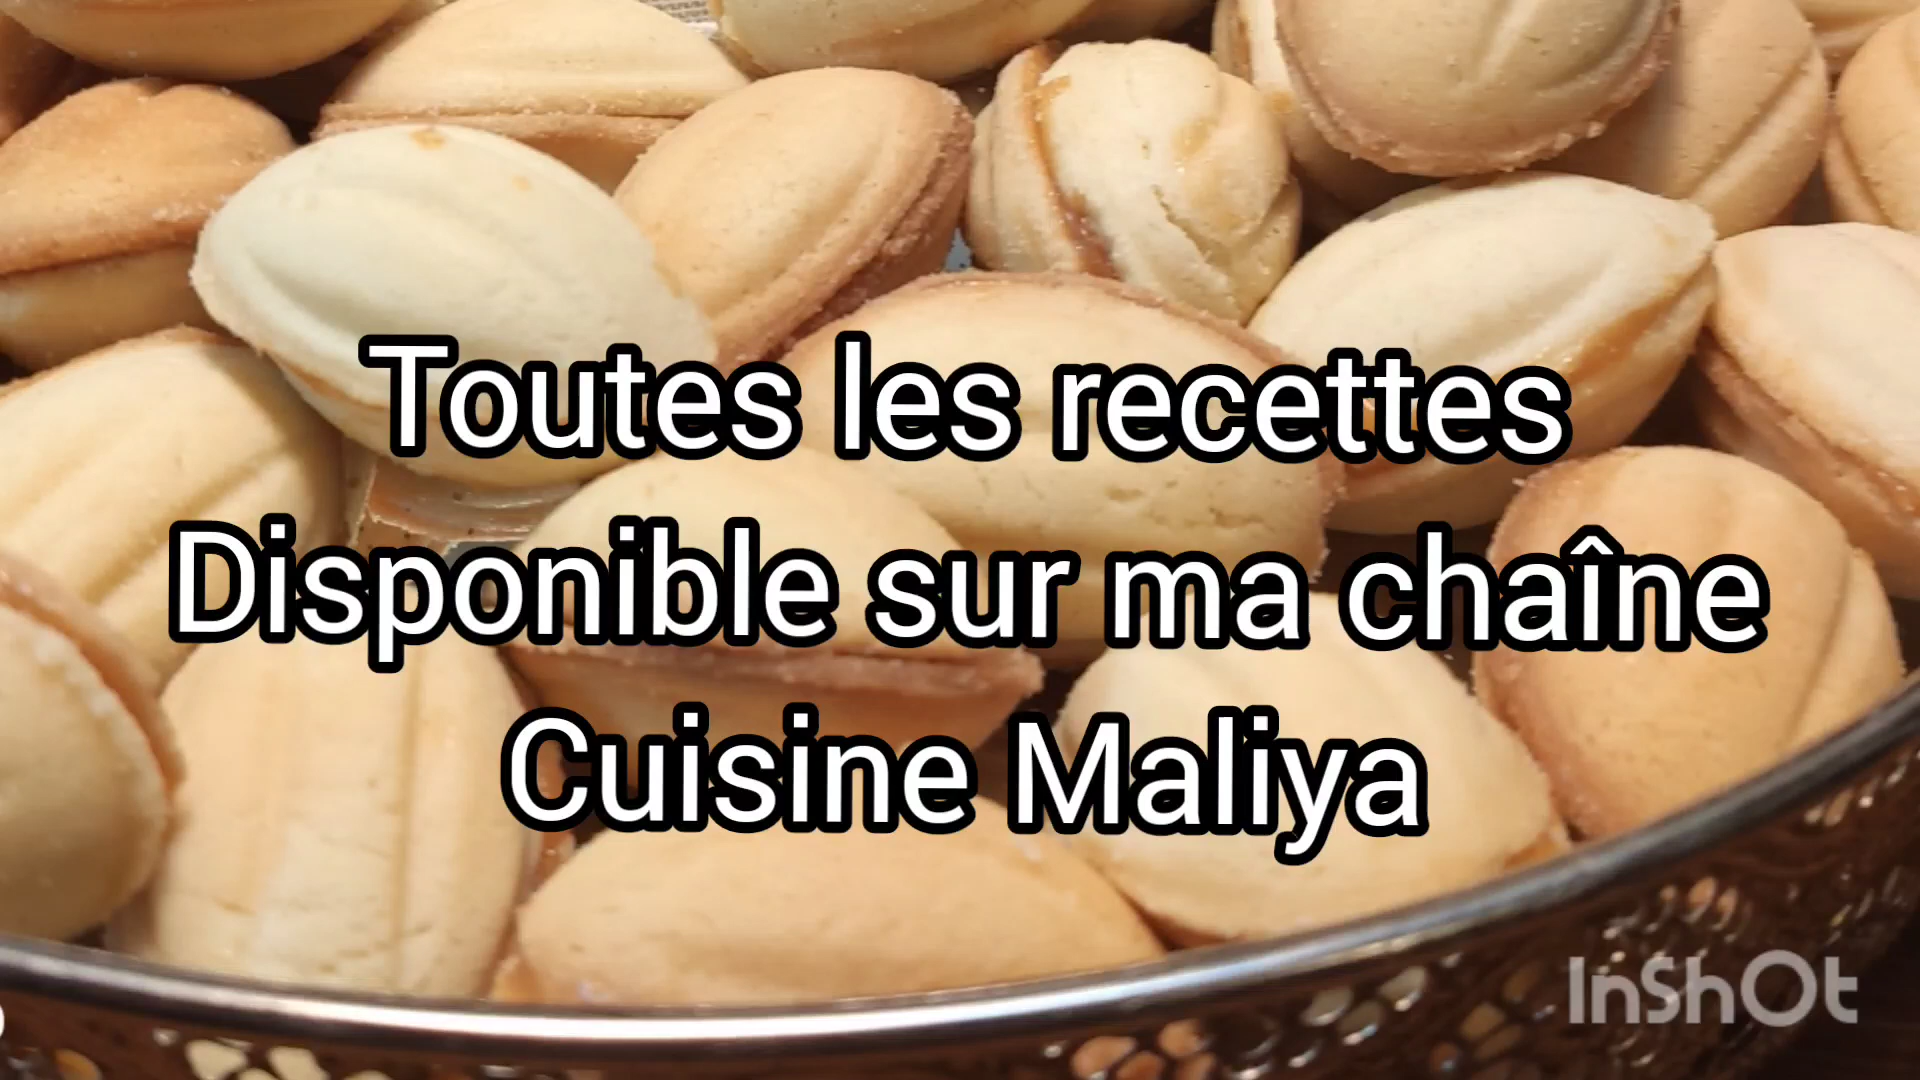 Toutes les recettes
Disponible sur ma chaîne
Cuisine Maliya
InShOt